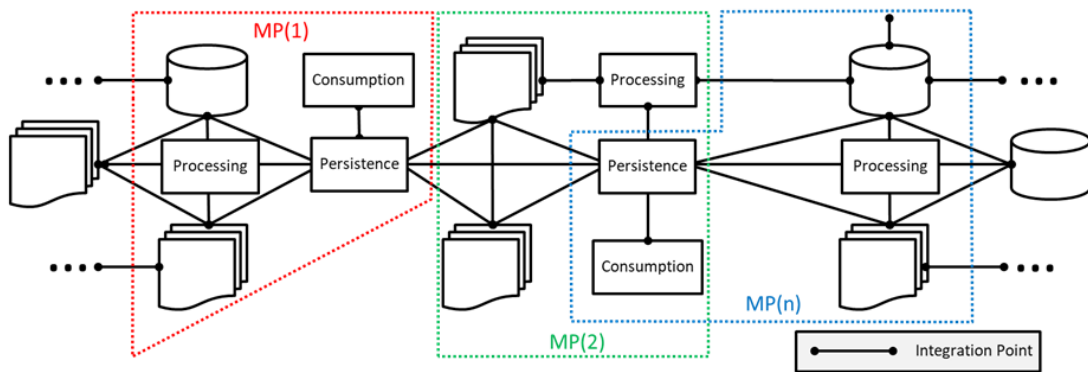 MP(1)
Consumption
Processing
Processing
Persistence
Persistence
Processing
Consumption
MP(n)
MP(2)
Integration Point